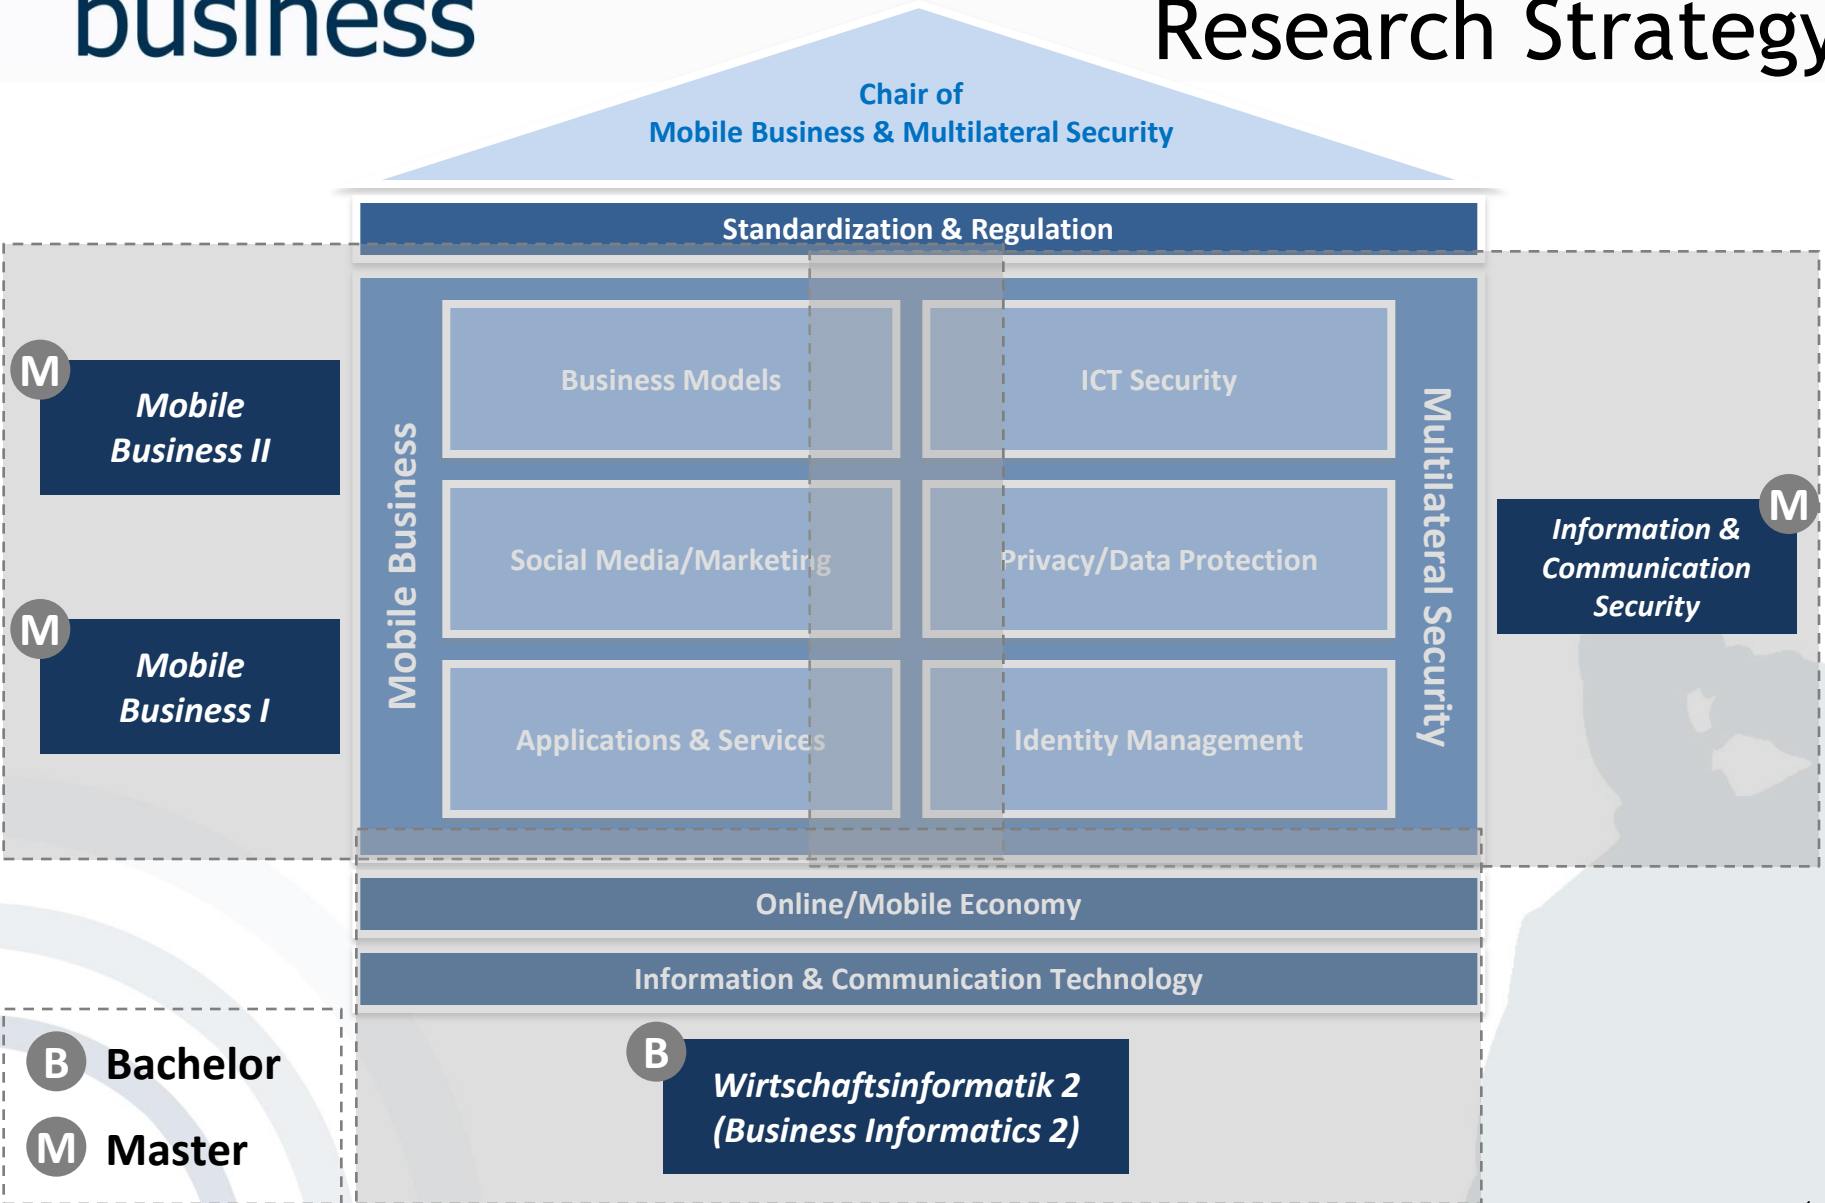 business
Research Strategy
Chair of
Mobile Business & Multilateral Security
Standardization & Regulation
M
Mobile
Business II
M
Mobile
Business I
Mobile Business
Business Models
Social Media/Marketing
Applications & Services
ICT Security
Privacy/Data Protection
Identity Management
Multilateral Security
M
Information &
Communication
Security
Online/Mobile Economy
Information & Communication Technology
B
Wirtschaftsinformatik 2
(Business Informatics 2)
B Bachelor
M Master